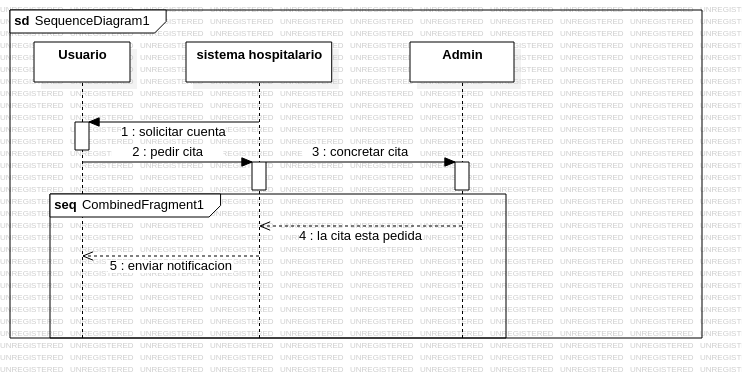 sd SequenceDiagram1
Usuario
sistema hospitalario
Admin
1 : solicitar cuenta
2 : pedir cita
3 : concretar cita
seq CombinedFragment1
4 : la cita esta pedida
5 : enviar notificacion
UNREGISTERED